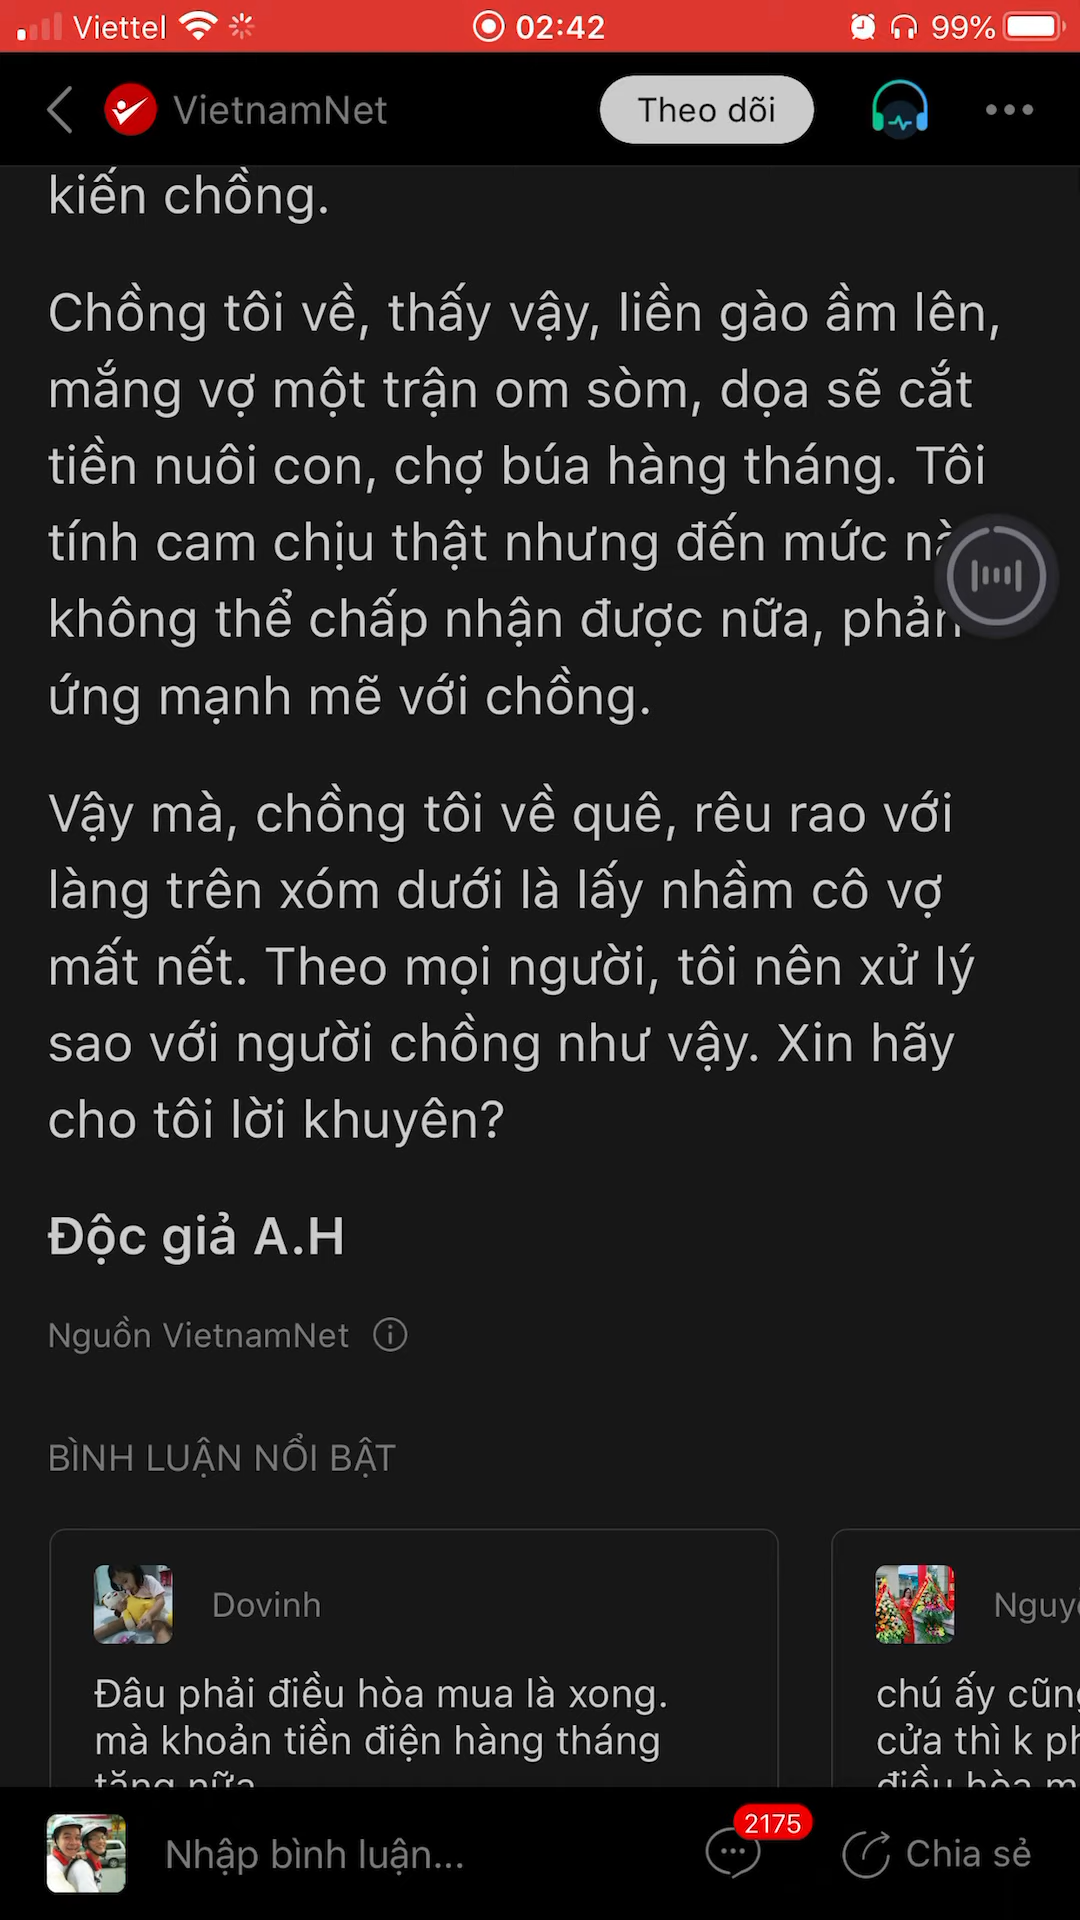 Viettel 02:42 99%
VietnamNet Theo dõi
kiến chồng.
Chồng tôi về, thấy vậy, liền gào ầm lên,
mắng vợ một trận om sòm, dọa sẽ cắt
tiền nuôi con, chợ búa hàng tháng. Tôi
tính cam chịu thật nhưng đến mức
không thể chấp nhận được nữa, phản
ứng mạnh mẽ với chồng.
Vậy mà, chồng tôi về quê, rêu rao với
làng trên xóm dưới là lấy nhầm cô vợ
mất nết. Theo mọi người, tôi nên xử lý
sao với người chồng như vậy. Xin hãy
cho tôi lời khuyên?
Độc giả A.H
Nguồn VietnamNet
BÌNH LUẬN NỔI BẬT
Dovinh
Đâu phải điều hòa mua là xong.
mà khoản tiền điện hàng tháng
tăng nữa
chú ấy
cửa thì k
điều hòa
Nhập bình luận...
2175
Chia sẻ